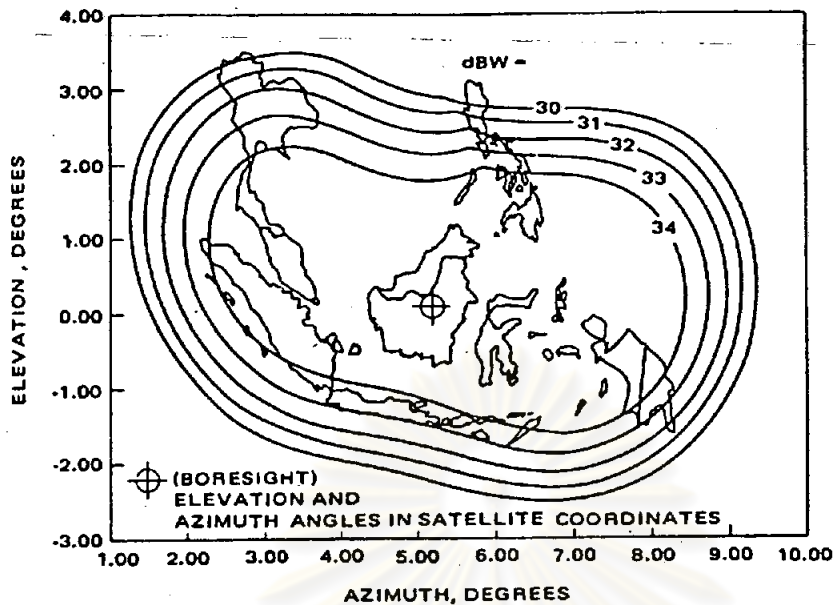 4.00
3.00
2.00
1.00
0.00
-1.00
-2.00
-3.00
ELEVATION, DEGREES
dBW -
30
31
32
33
34
(BORESIGHT)
ELEVATION AND
AZIMUTH ANGLES IN SATELLITE COORDINATES
1.00 2.00 3.00 4.00 5.00 6.00 7.00 8.00 9.00 10.00
AZIMUTH, DEGREES